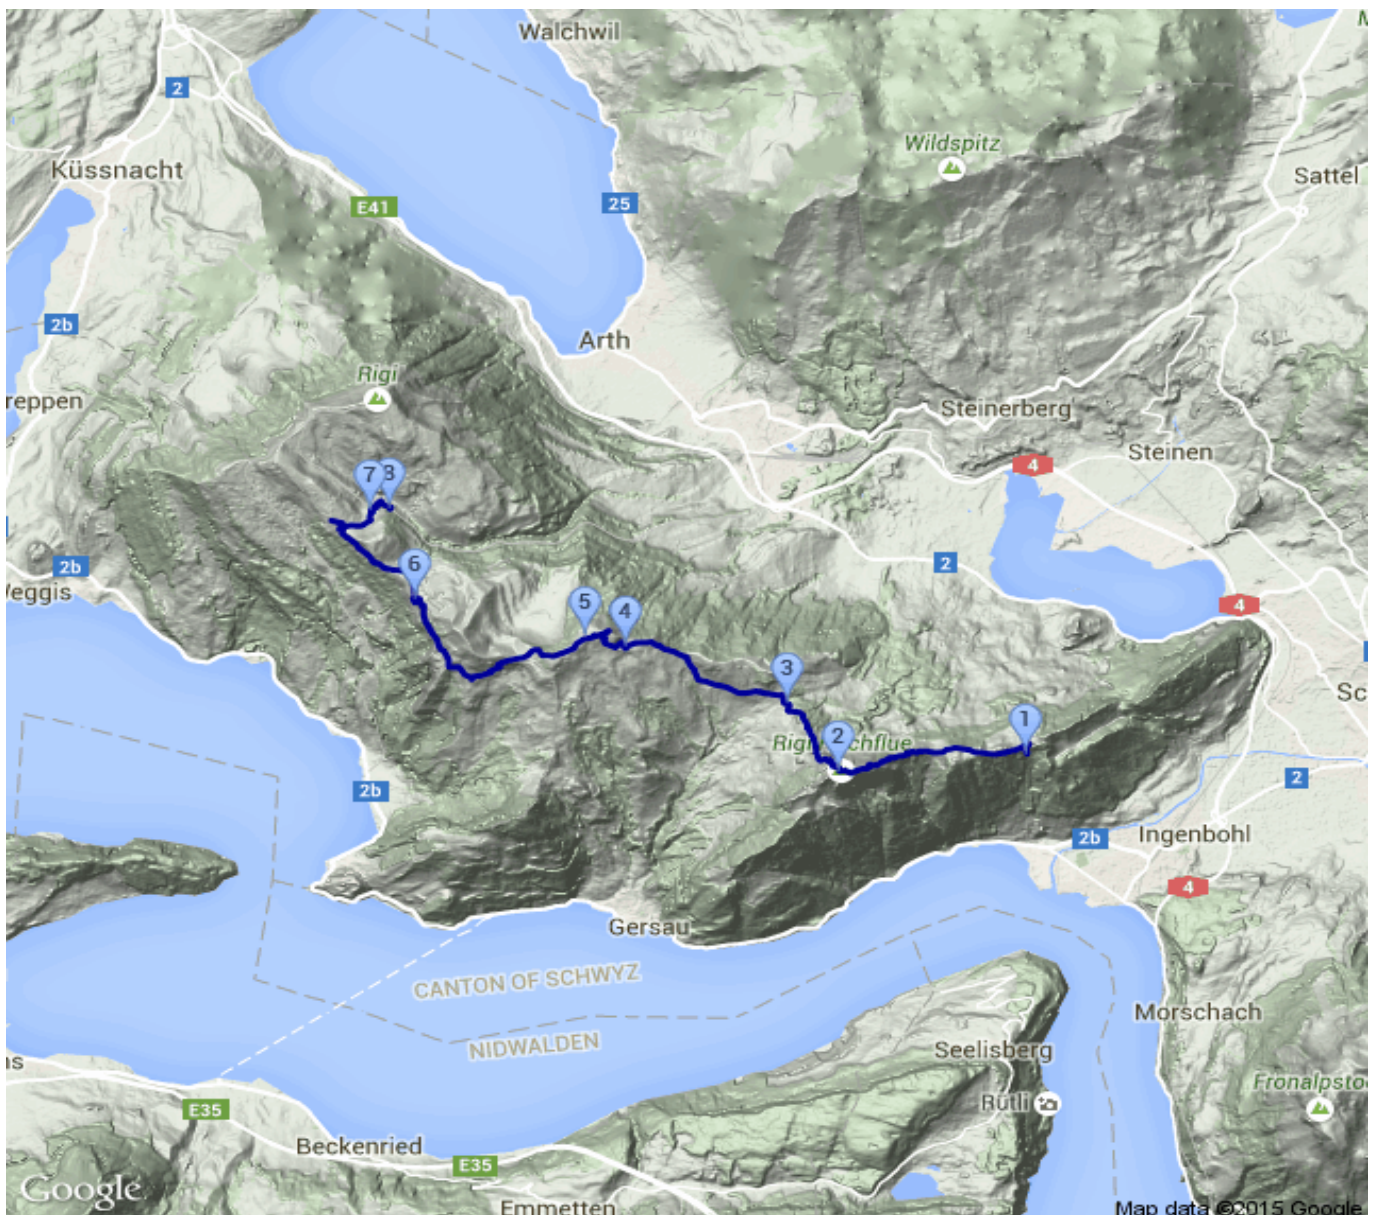 Walchwil
2
Wildspitz
Küssnacht
Sattel
E41
25
2b
Arth
Rigi
reppen
Steinerberg
Steinen
4
7
8
2b
2
6
eggis
5
4
4
3
Sc
1
2
2b
2
Ingenbohl
2b
4
Gersau
CANTON OF SCHWYZ
Morschach
NIDWALDEN
Seelisberg
ns
Fronalpsto
Rütli
E35
Beckenried
E35
Google
Emmetten
Map data ©2015 Google